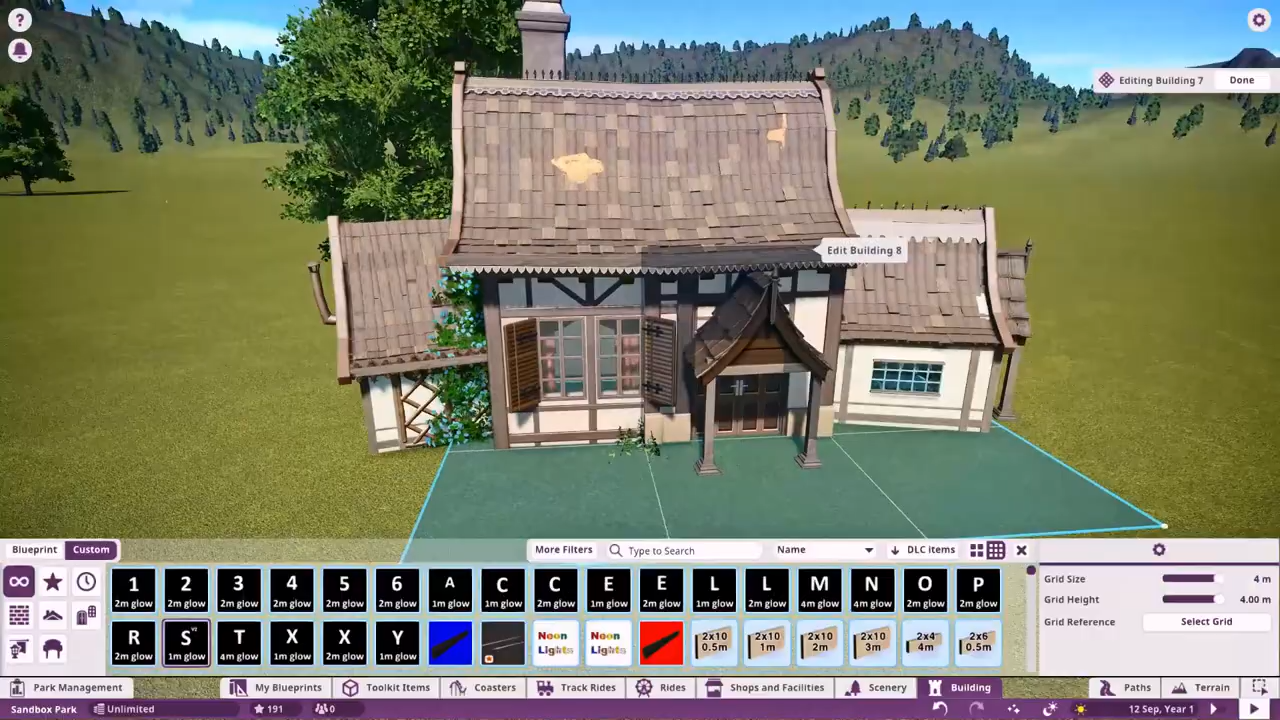 ?
Editing Building 7 Done
Edit Building 8
Blueprint Custom More Filters Type to Search Name DLC items
1 2 3 4 5 6 A C C E E L L M N O P
2m glow 2m glow 2m glow 2m glow 2m glow 2m glow 1m glow 1m glow 2m glow 1m glow 2m glow 1m glow 2m glow 4m glow 4m glow 2m glow 2m glow
R S T X X Y Neon Neon 2x10 2x10 2x10 2x10 2x4 2x6
2m glow 1m glow 4m glow 1m glow 2m glow 1m glow Lights Lights 0.5m 1m 2m 3m 4m 0.5m
Grid Size 4 m
Grid Height 4.00 m
Grid Reference Select Grid
Park Management My Blueprints Toolkit Items Coasters Track Rides Rides Shops and Facilities Scenery Building Paths Terrain
Sandbox Park Unlimited 191 0 12 Sep, Year 1